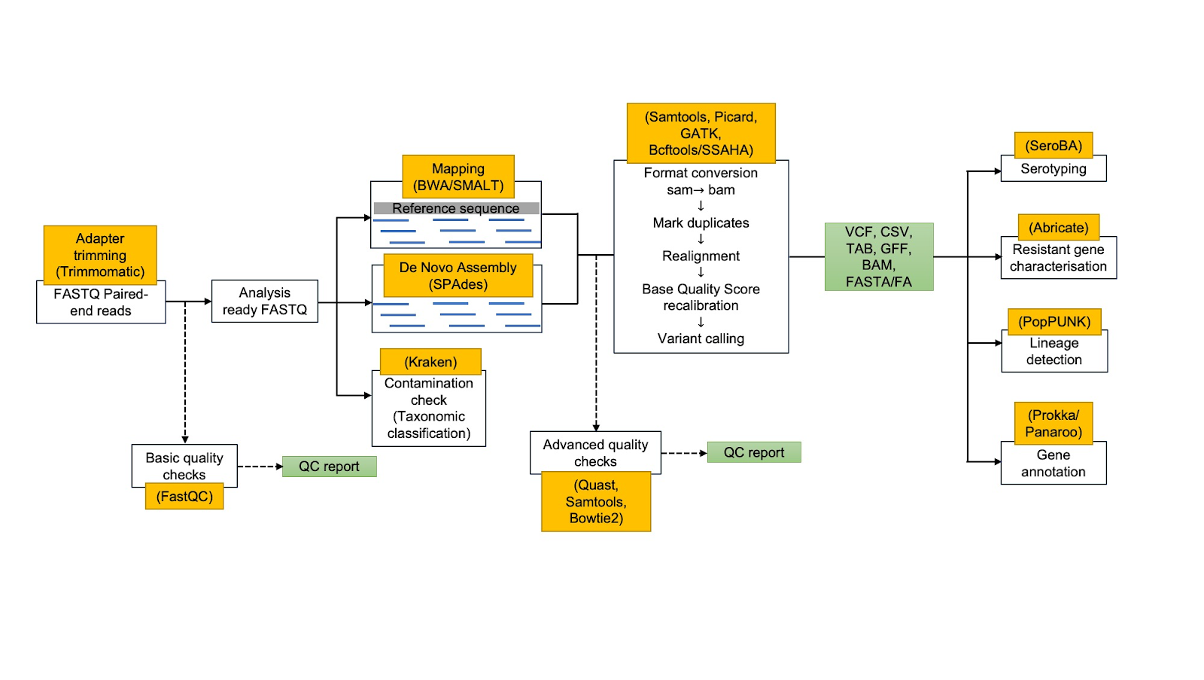 Adapter
trimming
(Trimmomatic)
FASTQ Paired-
end reads
Analysis
ready FASTQ
Basic quality
checks
(FastQC)
QC report
Mapping
(BWA/SMALT)
Reference sequence
De Novo Assembly
(SPAdes)
(Kraken)
Contamination
check
(Taxonomic
classification)
(Samtools, Picard,
GATK,
Bcftools/SSAHA)
Format conversion
sam→ bam
↓
Mark duplicates
↓
Realignment
↓
Base Quality Score
recalibration
↓
Variant calling
Advanced quality
checks
(Quast,
Samtools,
Bowtie2)
QC report
VCF, CSV,
TAB, GFF,
BAM,
FASTA/FA
(SeroBA)
Serotyping
(Abricate)
Resistant gene
characterisation
(PopPUNK)
Lineage
detection
(Prokka/
Panaroo)
Gene
annotation